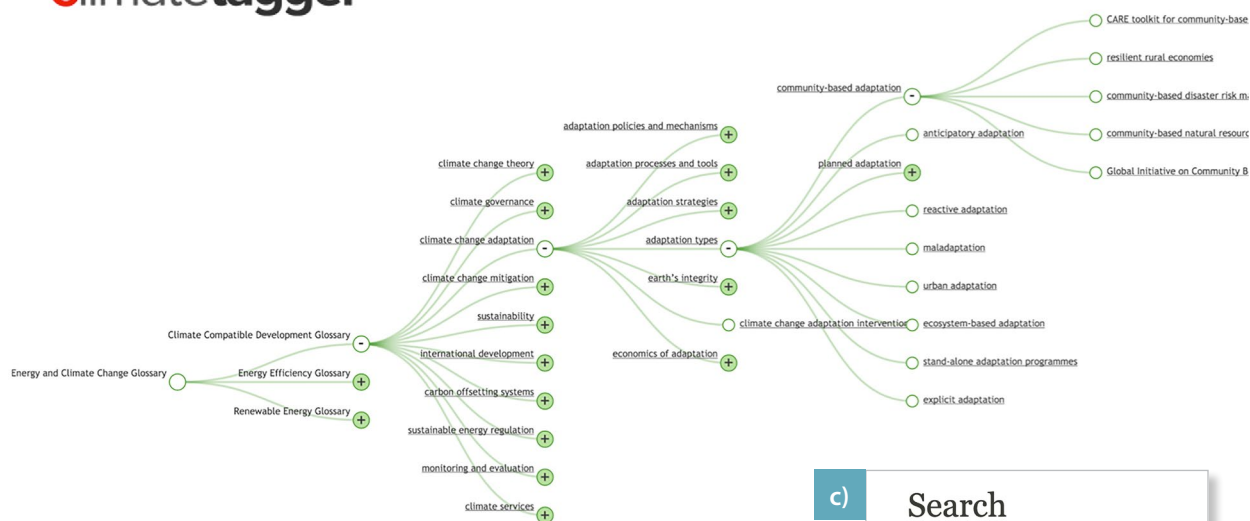 climatetagger
CARE toolkit for community-base
resilient rural economies
community-based adaptation
community-based disaster risk ma
adaptation policies and mechanisms
anticipatory adaptation
community-based natural resourc
climate change theory
adaptation processes and tools
planned adaptation
Global Initiative on Community B
climate governance
adaptation strategies
reactive adaptation
climate change adaptation
adaptation types
maladaptation
climate change mitigation
earth's integrity
urban adaptation
sustainability
climate change adaptation intervention
ecosystem-based adaptation
Climate Compatible Development Glossary
international development
economics of adaptation
stand-alone adaptation programmes
Energy and Climate Change Glossary
Energy Efficiency Glossary
carbon offsetting systems
explicit adaptation
Renewable Energy Glossary
sustainable energy regulation
monitoring and evaluation
climate services
c)
Search